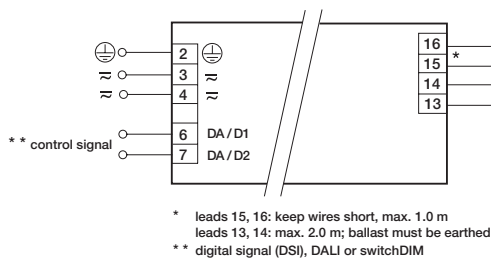 2
3
4
6 DA / D1
7 DA / D2
* * control signal
16
15 *
14
13
* leads 15, 16: keep wires short, max. 1.0 m
leads 13, 14: max. 2.0 m; ballast must be earthed
* * digital signal (DSI), DALI or switchDIM